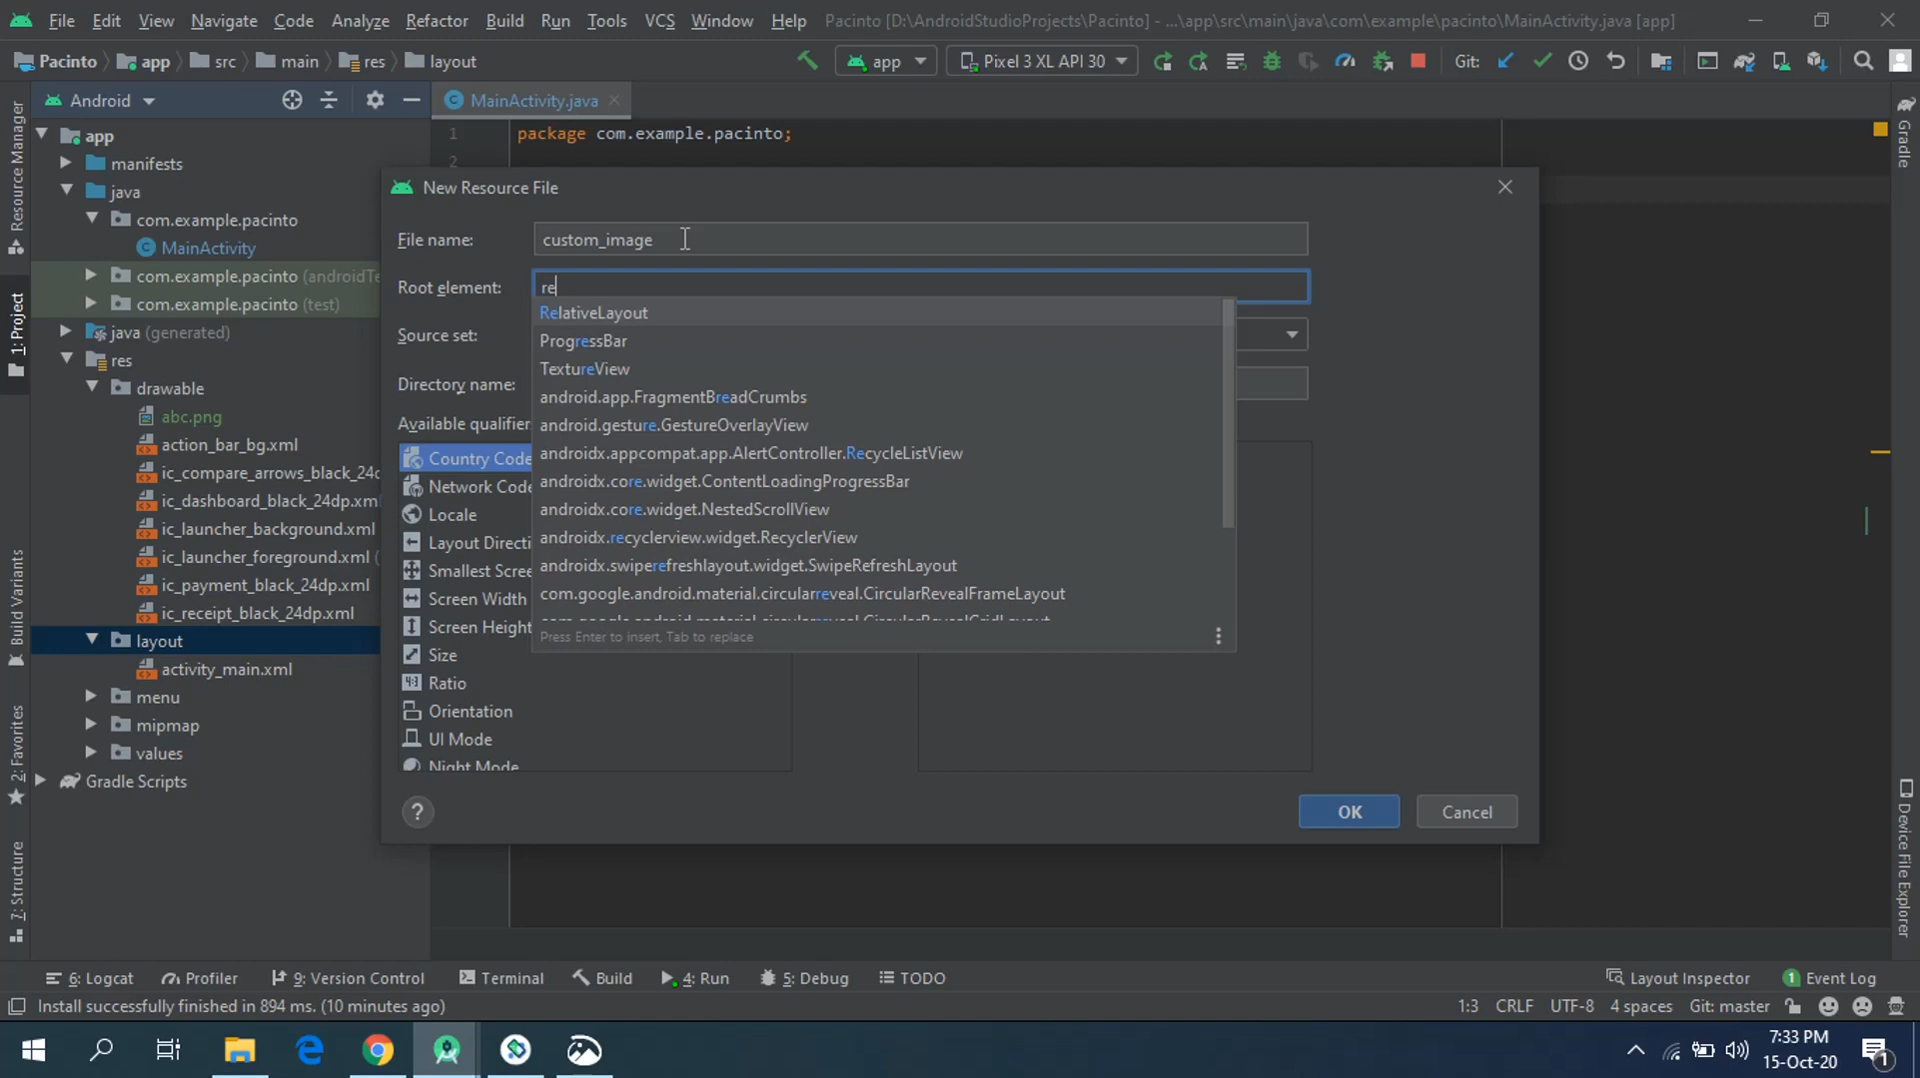 File Edit View Navigate Code Analyze Refactor Build Run Tools VCS Window Help Pacinto [D:\AndroidStudioProjects\Pacinto] - ...\app\src\main\java\com\example\pacinto\MainActivity.java [app]
Pacinto app src main res layout app Pixel 3 XL API 30 Git:
Android MainActivity.java
Resource Manager
1: Project
Build Variants
2: Favorites
7: Structure
app
manifests
java
com.example.pacinto
MainActivity
com.example.pacinto (androidTe
com.example.pacinto (test)
java (generated)
res
drawable
abc.png
action_bar_bg.xml
ic_compare_arrows_black_24d
ic_dashboard_black_24dp.xml
ic_launcher_background.xml
ic_launcher_foreground.xml (
ic_payment_black_24dp.xml
ic_receipt_black_24dp.xml
layout
activity_main.xml
menu
mipmap
values
Gradle Scripts
1 package com.example.pacinto;
2
New Resource File
File name: custom_image
Root element: re
Source set:
Directory name:
Available qualifier
Country Code
Network Code
Locale
Layout Directi
Smallest Scree
Screen Width
Screen Height
Size
Ratio
Orientation
UI Mode
Night Mode
RelativeLayout
ProgressBar
TextureView
android.app.FragmentBreadCrumbs
android.gesture.GestureOverlayView
androidx.appcompat.app.AlertController.RecycleListView
androidx.core.widget.ContentLoadingProgressBar
androidx.core.widget.NestedScrollView
androidx.recyclerview.widget.RecyclerView
androidx.swiperefreshlayout.widget.SwipeRefreshLayout
com.google.android.material.circularreveal.CircularRevealFrameLayout
com.google.android.material.circularreveal.CircularRevealGridLayout
Press Enter to insert, Tab to replace
? OK Cancel
Gradle
Device File Explorer
6: Logcat Profiler 9: Version Control Terminal Build 4: Run 5: Debug TODO Layout Inspector 1 Event Log
Install successfully finished in 894 ms. (10 minutes ago) 1:3 CRLF UTF-8 4 spaces Git: master
7:33 PM
15-Oct-20
1